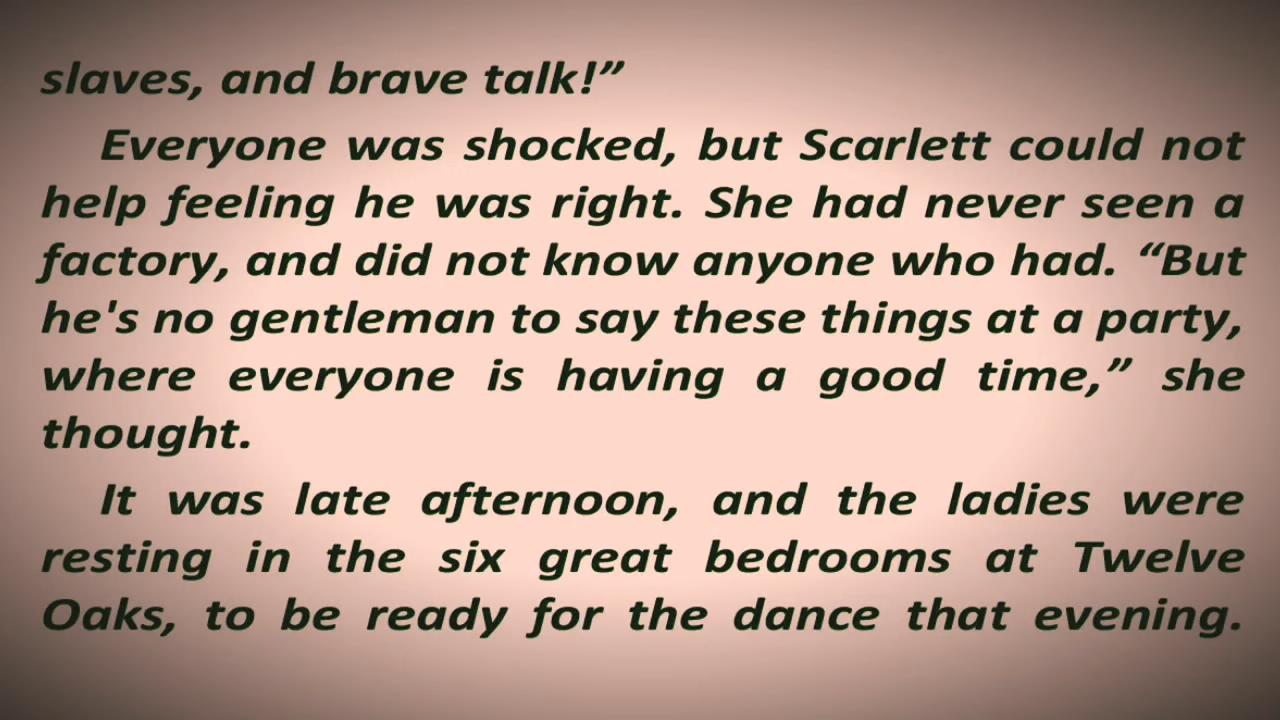 slaves, and brave talk!”
Everyone was shocked, but Scarlett could not
help feeling he was right. She had never seen a
factory, and did not know anyone who had. “But
he's no gentleman to say these things at a party,
where everyone is having a good time,” she
thought.
It was late afternoon, and the ladies were
resting in the six great bedrooms at Twelve
Oaks, to be ready for the dance that evening.